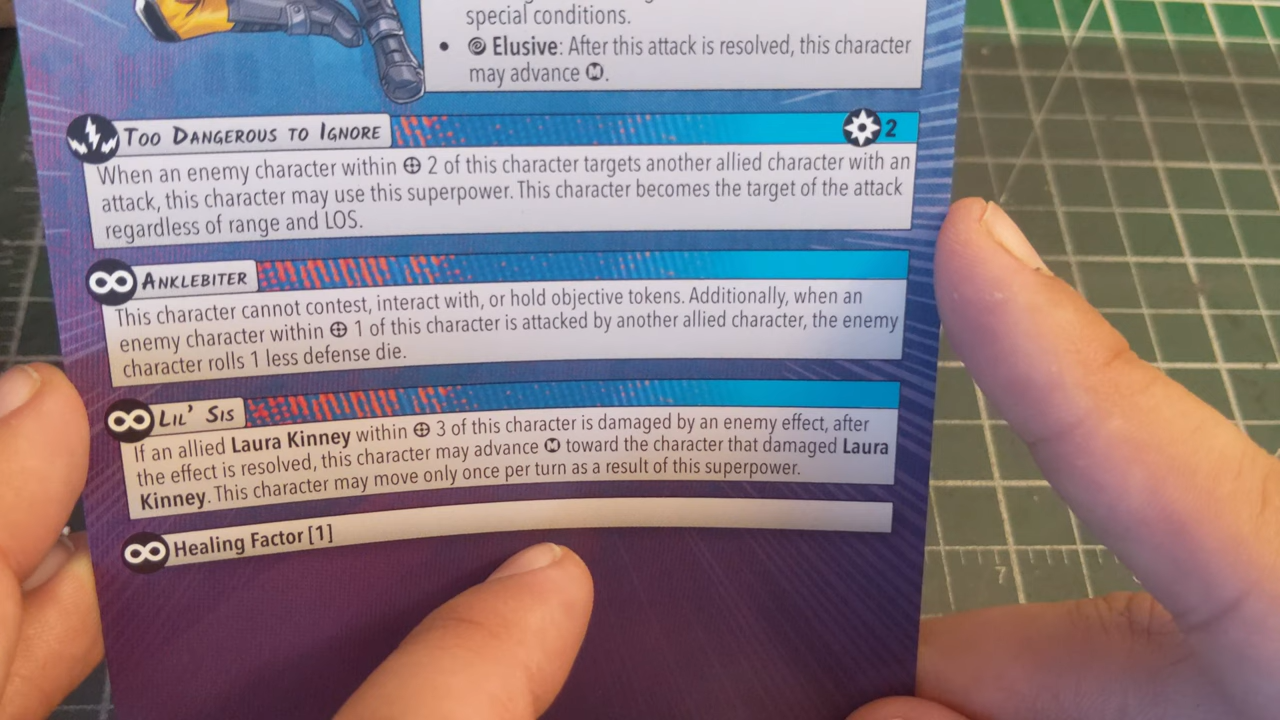 special conditions.
• Elusive: After this attack is resolved, this character
may advance M.
TOO DANGEROUS TO IGNORE 2
When an enemy character within 2 of this character targets another allied character with an
attack, this character may use this superpower. This character becomes the target of the attack
regardless of range and LOS.
ANKLEBITER
This character cannot contest, interact with, or hold objective tokens. Additionally, when an
enemy character within 1 of this character is attacked by another allied character, the enemy
character rolls 1 less defense die.
LIL' SIS
If an allied Laura Kinney within 3 of this character is damaged by an enemy effect, after
the effect is resolved, this character may advance M toward the character that damaged Laura
Kinney. This character may move only once per turn as a result of this superpower.
Healing Factor [1]
7